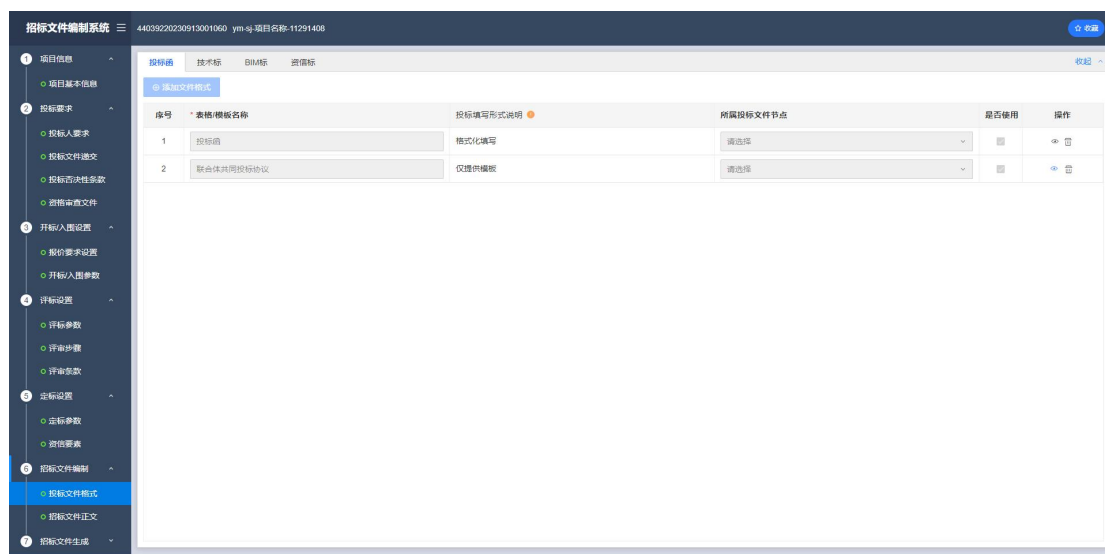 招标文件编制系统 44039220230913001060 ym-sj-项目名称-11291408 收藏
1 项目信息
项目基本信息
2 投标要求
投标人要求
投标文件递交
投标否决性条款
资格审查文件
3 开标/入围设置
报价要求设置
开标/入围参数
4 评标设置
评标参数
评审步骤
评审条款
5 定标设置
定标参数
资信要素
6 招标文件编制
投标文件格式
招标文件正文
7 招标文件生成
投标函 技术标 BIM标 资信标 收起
添加文件格式
序号 * 表格/模板名称 投标填写形式说明 所属投标文件节点 是否使用 操作
1 投标函 格式化填写 请选择
2 联合体共同投标协议 仅提供模板 请选择